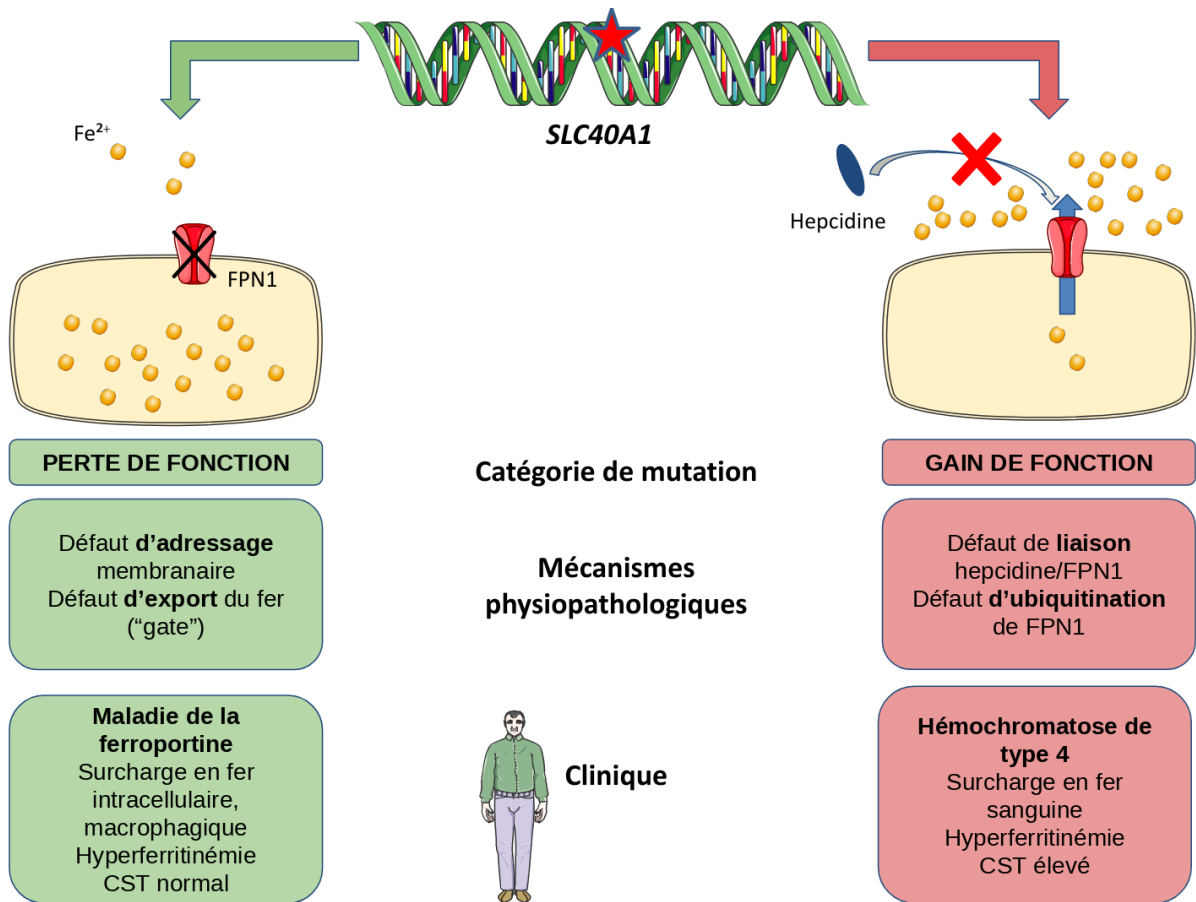 SLC40A1
Fe²⁺
FPN1
Hepcidine
PERTE DE FONCTION
Catégorie de mutation
GAIN DE FONCTION
Défaut d’adressage
membranaire
Défaut d’export du fer
(“gate”)
Mécanismes
physiopathologiques
Défaut de liaison
hepcidine/FPN1
Défaut d’ubiquitination
de FPN1
Maladie de la
ferroportine
Surcharge en fer
intracellulaire,
macrophagique
Hyperferritinémie
CST normal
Clinique
Hémochromatose de
type 4
Surcharge en fer
sanguine
Hyperferritinémie
CST élevé